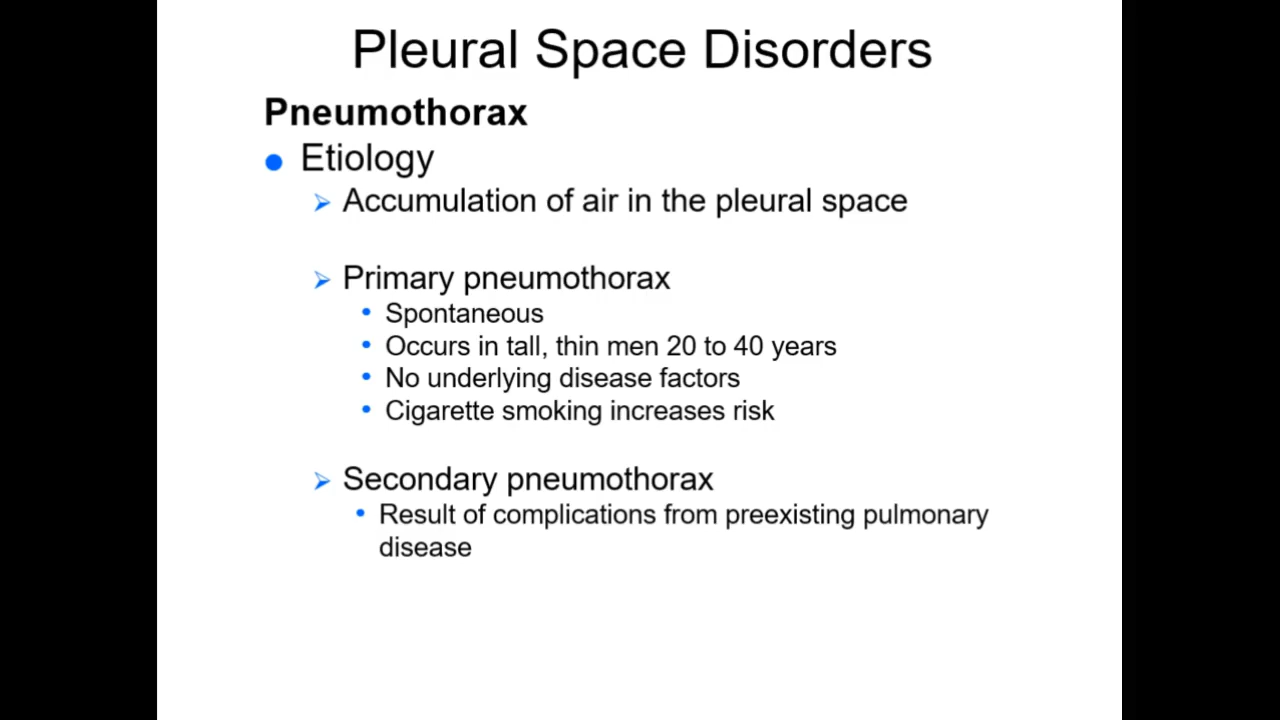 Pleural Space Disorders
Pneumothorax
Etiology
Accumulation of air in the pleural space
Primary pneumothorax
Spontaneous
Occurs in tall, thin men 20 to 40 years
No underlying disease factors
Cigarette smoking increases risk
Secondary pneumothorax
Result of complications from preexisting pulmonary
disease